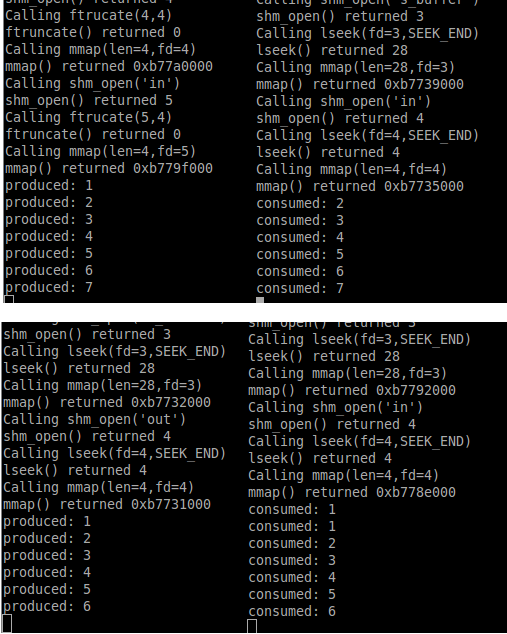 shm_open() returned 4
Calling ftrucate(4,4)
ftruncate() returned 0
Calling mmap(len=4,fd=4)
mmap() returned 0xb77a0000
Calling shm_open('in')
shm_open() returned 5
Calling ftrucate(5,4)
ftruncate() returned 0
Calling mmap(len=4,fd=5)
mmap() returned 0xb779f000
produced: 1
produced: 2
produced: 3
produced: 4
produced: 5
produced: 6
produced: 7
Calling shm_open('s_buffer')
shm_open() returned 3
Calling lseek(fd=3,SEEK_END)
lseek() returned 28
Calling mmap(len=28,fd=3)
mmap() returned 0xb7739000
Calling shm_open('in')
shm_open() returned 4
Calling lseek(fd=4,SEEK_END)
lseek() returned 4
Calling mmap(len=4,fd=4)
mmap() returned 0xb7735000
consumed: 2
consumed: 3
consumed: 4
consumed: 5
consumed: 6
consumed: 7
shm_open() returned 3
Calling lseek(fd=3,SEEK_END)
lseek() returned 28
Calling mmap(len=28,fd=3)
mmap() returned 0xb7732000
Calling shm_open('out')
shm_open() returned 4
Calling lseek(fd=4,SEEK_END)
lseek() returned 4
Calling mmap(len=4,fd=4)
mmap() returned 0xb7731000
produced: 1
produced: 2
produced: 3
produced: 4
produced: 5
produced: 6
shm_open() returned 3
Calling lseek(fd=3,SEEK_END)
lseek() returned 28
Calling mmap(len=28,fd=3)
mmap() returned 0xb7792000
Calling shm_open('in')
shm_open() returned 4
Calling lseek(fd=4,SEEK_END)
lseek() returned 4
Calling mmap(len=4,fd=4)
mmap() returned 0xb778e000
consumed: 1
consumed: 1
consumed: 2
consumed: 3
consumed: 4
consumed: 5
consumed: 6